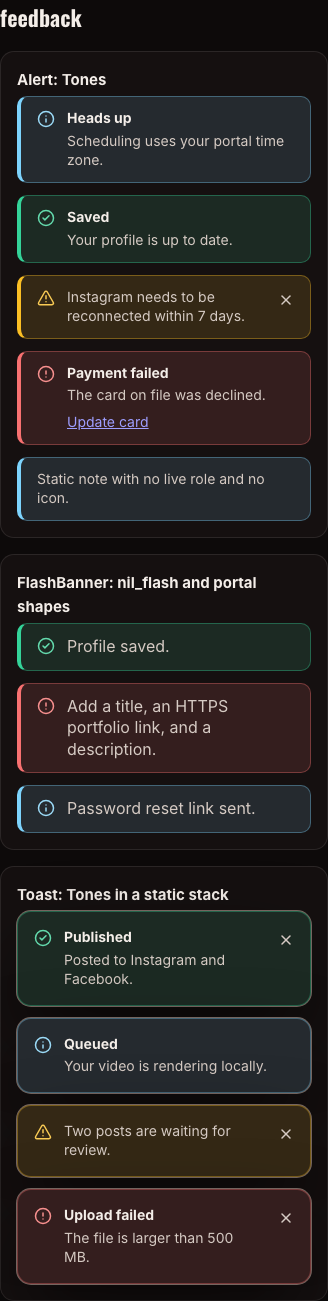 feedback
Alert: Tones
Heads up
Scheduling uses your portal time
zone.
Saved
Your profile is up to date.
Instagram needs to be
reconnected within 7 days.
Payment failed
The card on file was declined.
Update card
Static note with no live role and no
icon.
FlashBanner: nil_flash and portal
shapes
Profile saved.
Add a title, an HTTPS
portfolio link, and a
description.
Password reset link sent.
Toast: Tones in a static stack
Published
Posted to Instagram and
Facebook.
Queued
Your video is rendering locally.
Two posts are waiting for
review.
Upload failed
The file is larger than 500
MB.